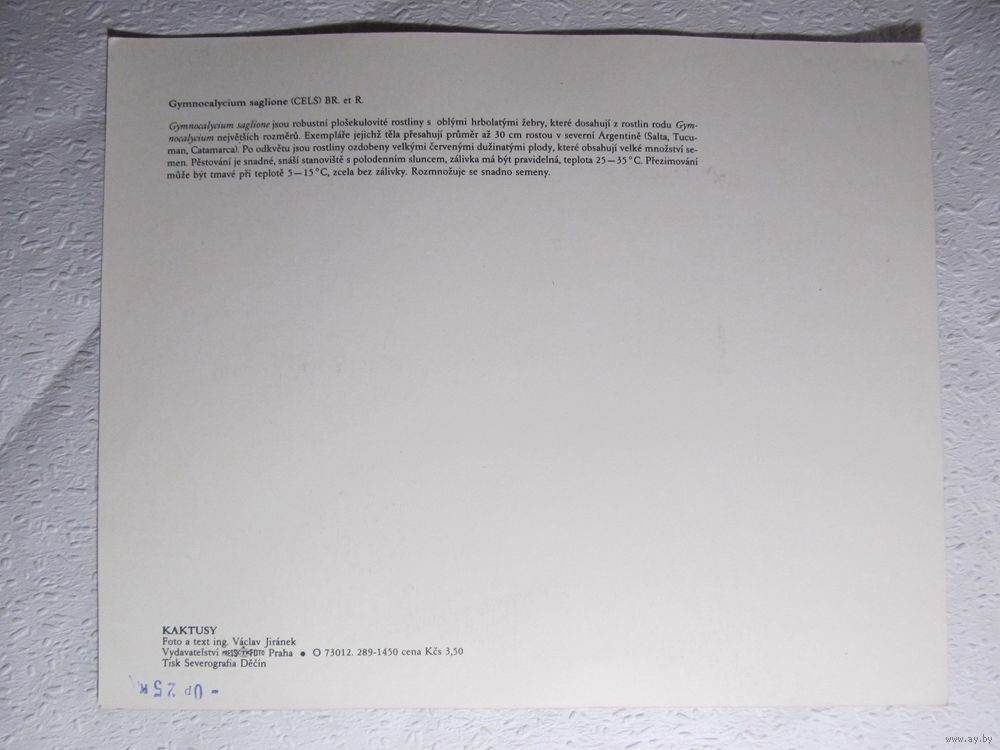 Gymnocalycium saglione (CELS) BR. et R.
Gymnocalycium saglione jsou robustní plošekulovité rostliny s oblými hrbolatými žebry, které dosahují z rostlin rodu Gym-
nocalycium největších rozměrů. Exempláře jejichž těla přesahují průměr až 30 cm rostou v severní Argentině (Salta, Tucu-
man, Catamarca). Po odkvětu jsou rostliny ozdobeny velkými červenými dužinatými plody, které obsahují velké množství se-
men. Pěstování je snadné, snáší stanoviště s polodenním sluncem, zálivka má být pravidelná, teplota 25—35°C. Přezimování
může být tmavé při teplotě 5—15°C, zcela bez zálivky. Rozmnožuje se snadno semeny.
KAKTUSY
Foto a text ing. Václav Jiránek
Vydavatelství Praha ● O 73012. 289-1450 cena Kčs 3,50
Tisk Severografia Děčín
www.ay.by